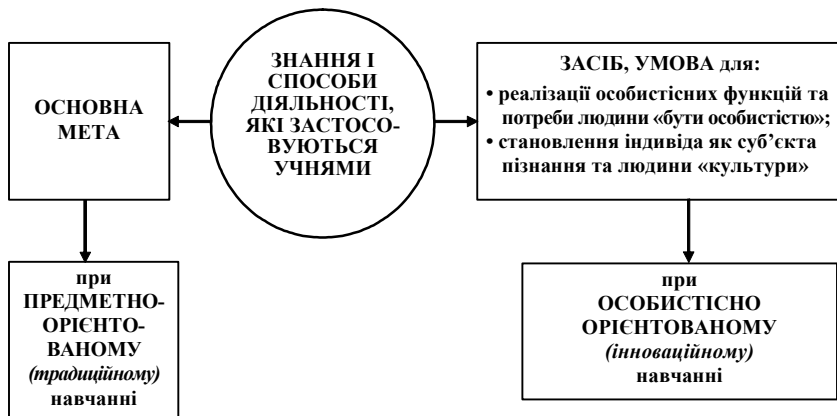 ОСНОВНА
МЕТА
ЗНАННЯ І
СПОСОБИ
ДІЯЛЬНОСТІ,
ЯКІ ЗАСТОСО-
ВУЮТЬСЯ
УЧНЯМИ
ЗАСІБ, УМОВА для:
• реалізації особистісних функцій та
потреби людини «бути особистістю»;
• становлення індивіда як суб’єкта
пізнання та людини «культури»
при
ПРЕДМЕТНО-
ОРІЄНТО-
ВАНОМУ
(традиційному)
навчанні
при
ОСОБИСТІСНО
ОРІЄНТОВАНОМУ
(інноваційному)
навчанні